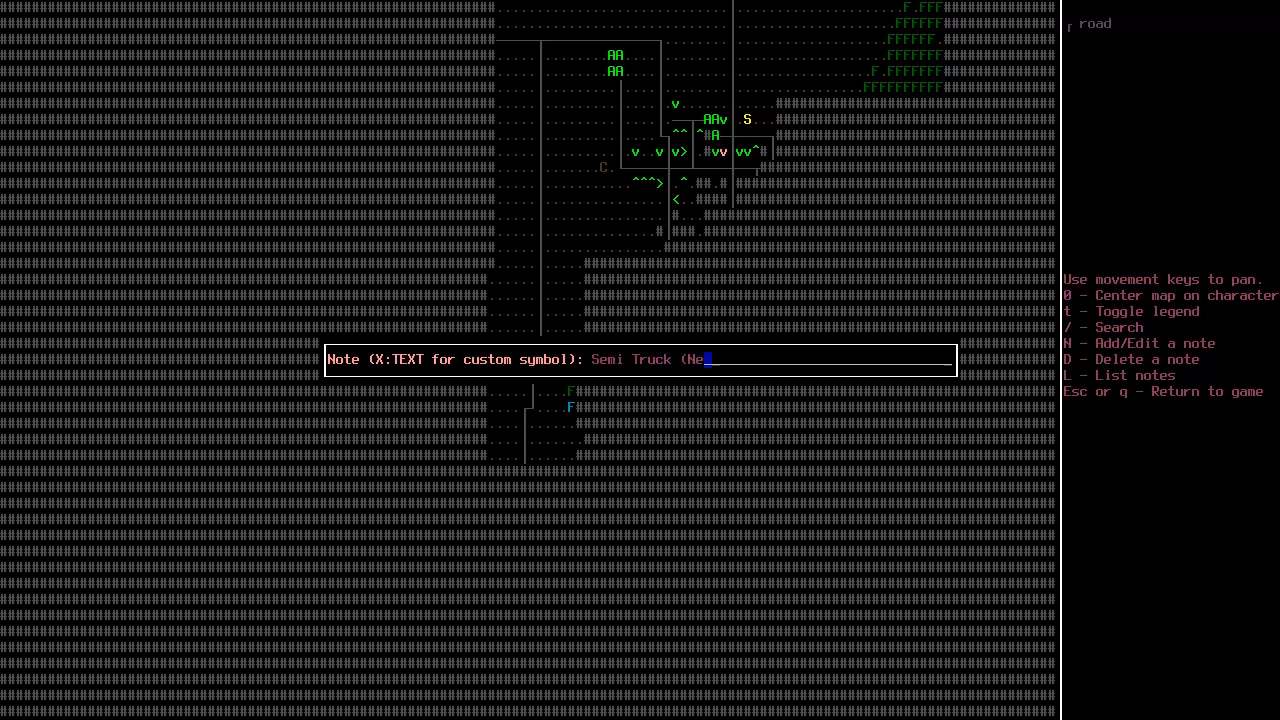 ┌ road
Use movement keys to pan.
0 - Center map on character
t - Toggle legend
/ - Search
N - Add/Edit a note
D - Delete a note
L - List notes
Esc or q - Return to game
Note (X:TEXT for custom symbol): Semi Truck (Ne